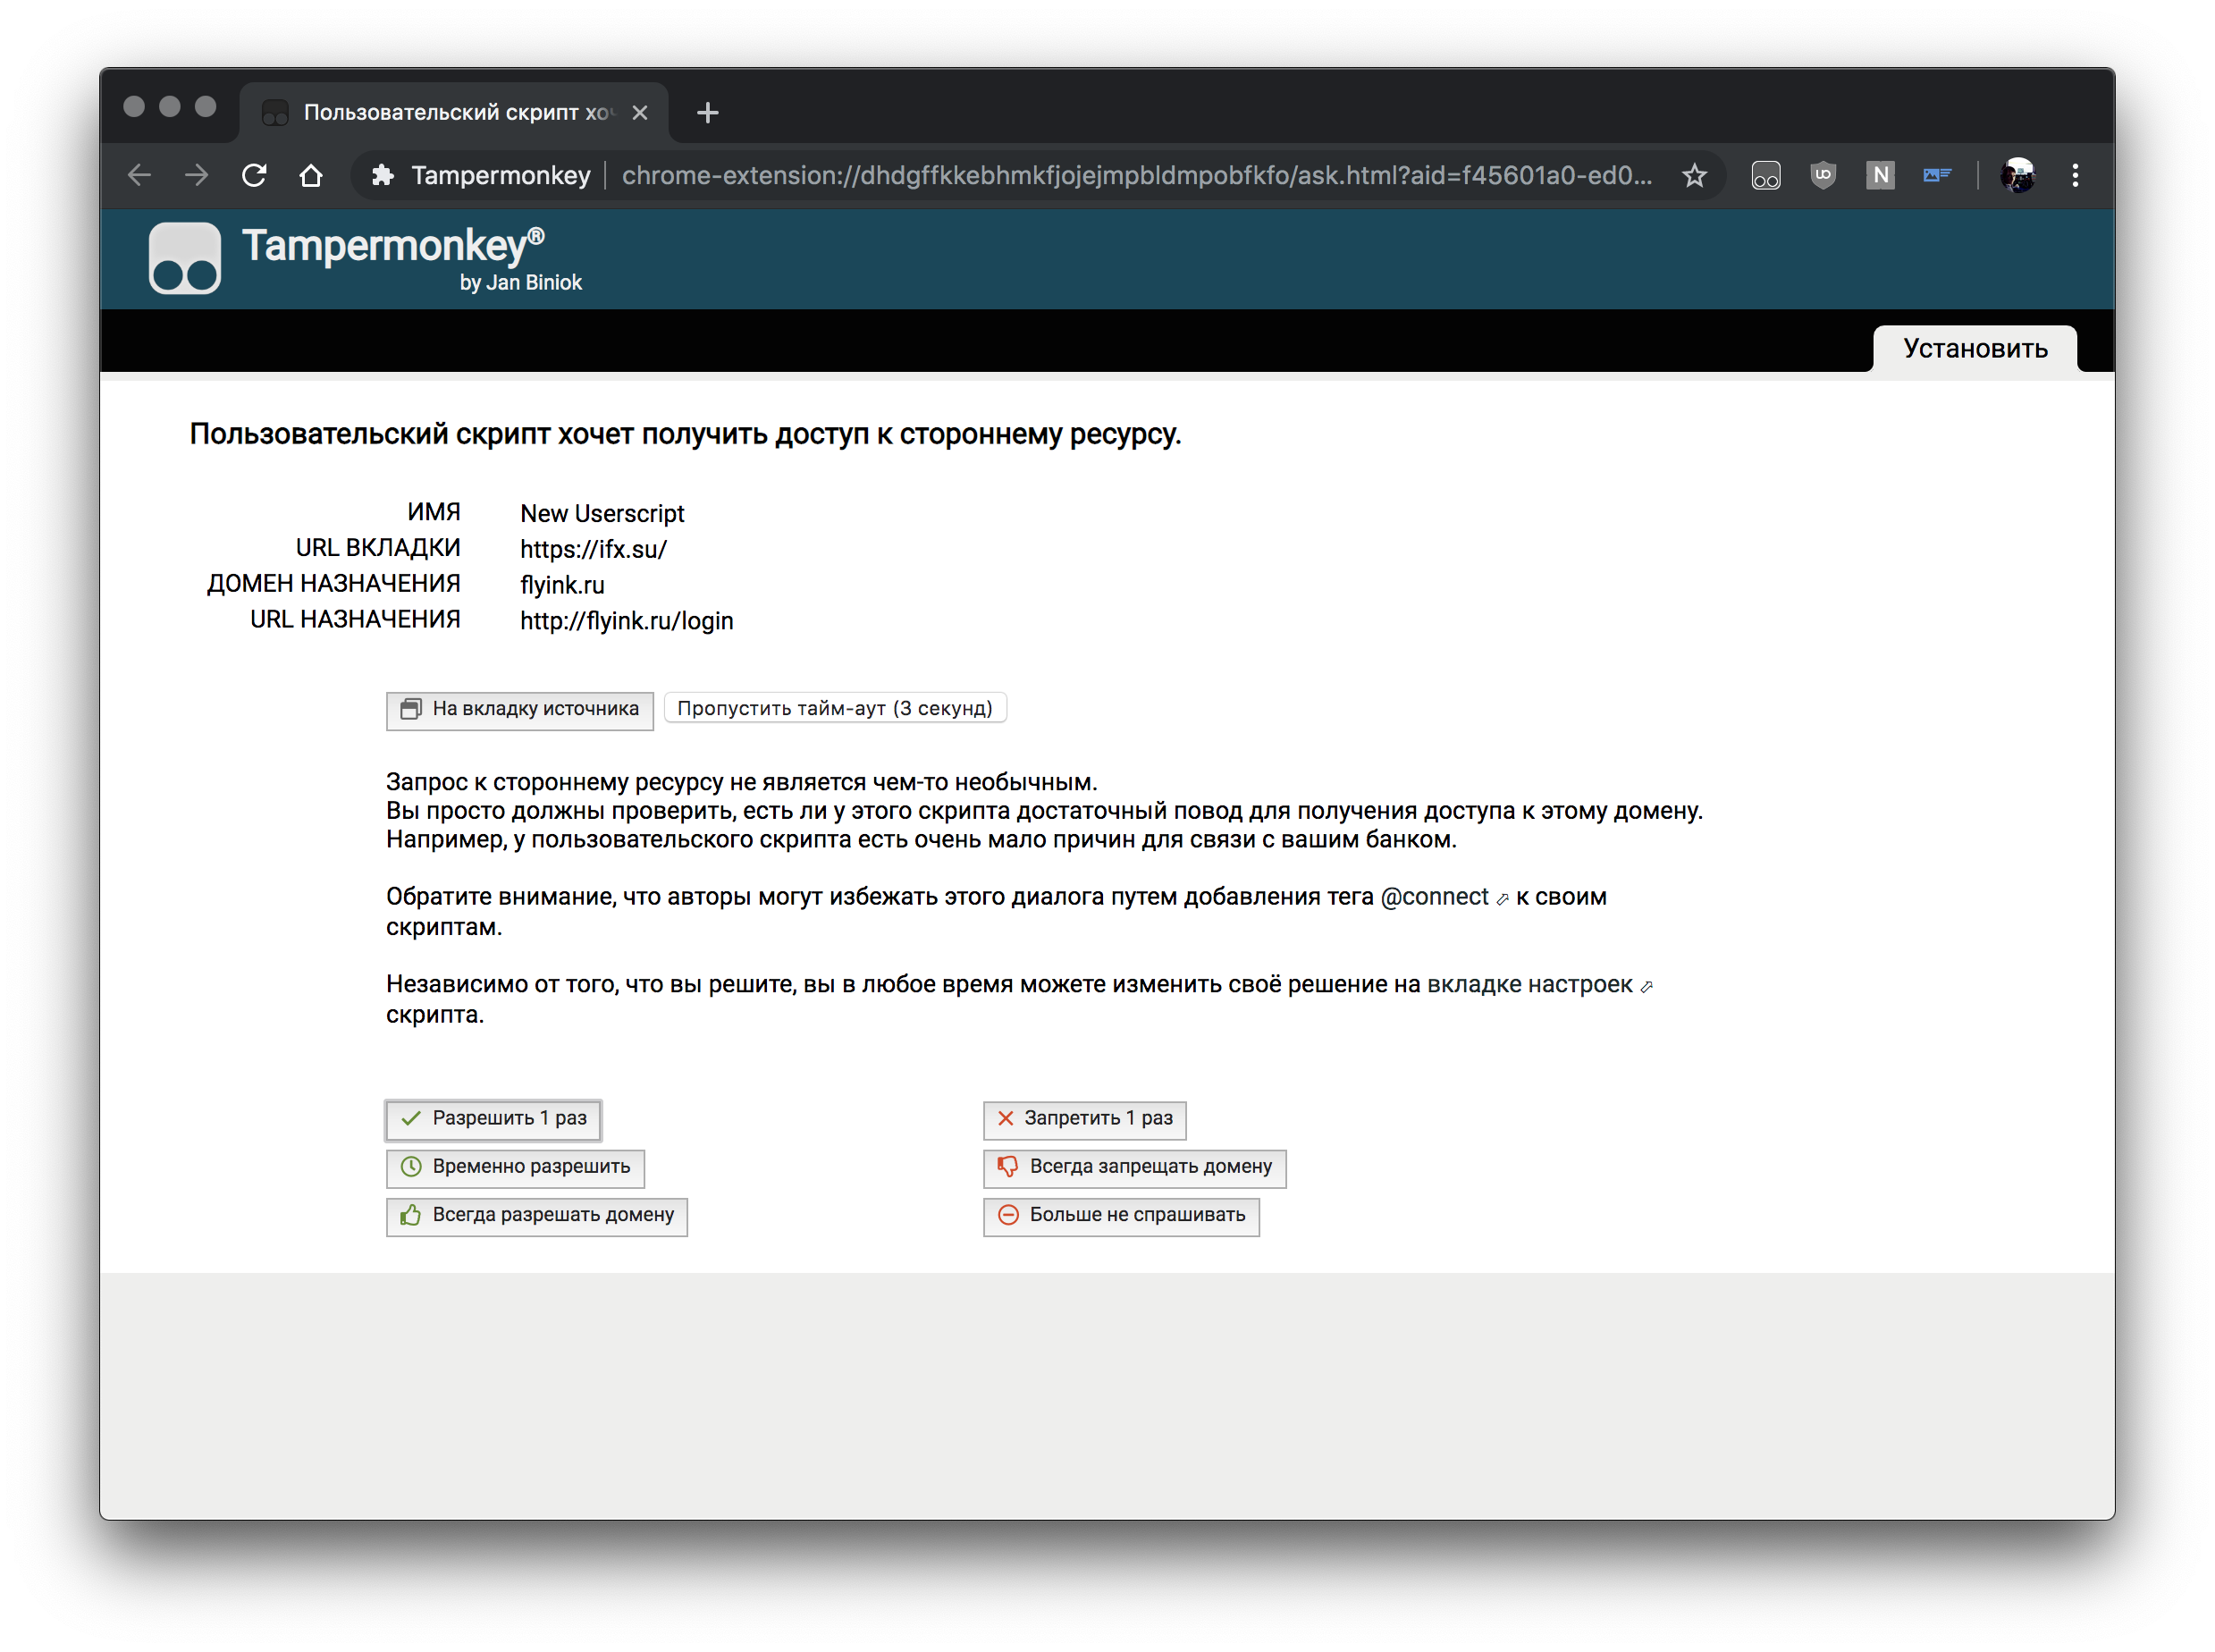 Пользовательский скрипт хо
Tampermonkey
chrome-extension://dhdgffkkebhmkfjojejmpbldmpobfkfo/ask.html?aid=f45601a0-ed0...
UO
N
Tampermonkey®
by Jan Biniok
Установить
Пользовательский скрипт хочет получить доступ к стороннему ресурсу.
ИМЯ New Userscript
URL ВКЛАДКИ https://ifx.su/
ДОМЕН НАЗНАЧЕНИЯ flyink.ru
URL НАЗНАЧЕНИЯ http://flyink.ru/login
На вкладку источника Пропустить тайм-аут (3 секунд)
Запрос к стороннему ресурсу не является чем-то необычным.
Вы просто должны проверить, есть ли у этого скрипта достаточный повод для получения доступа к этому домену.
Например, у пользовательского скрипта есть очень мало причин для связи с вашим банком.
Обратите внимание, что авторы могут избежать этого диалога путем добавления тега @connect к своим
скриптам.
Независимо от того, что вы решите, вы в любое время можете изменить своё решение на вкладке настроек
скрипта.
Разрешить 1 раз Запретить 1 раз
Временно разрешить Всегда запрещать домену
Всегда разрешать домену Больше не спрашивать